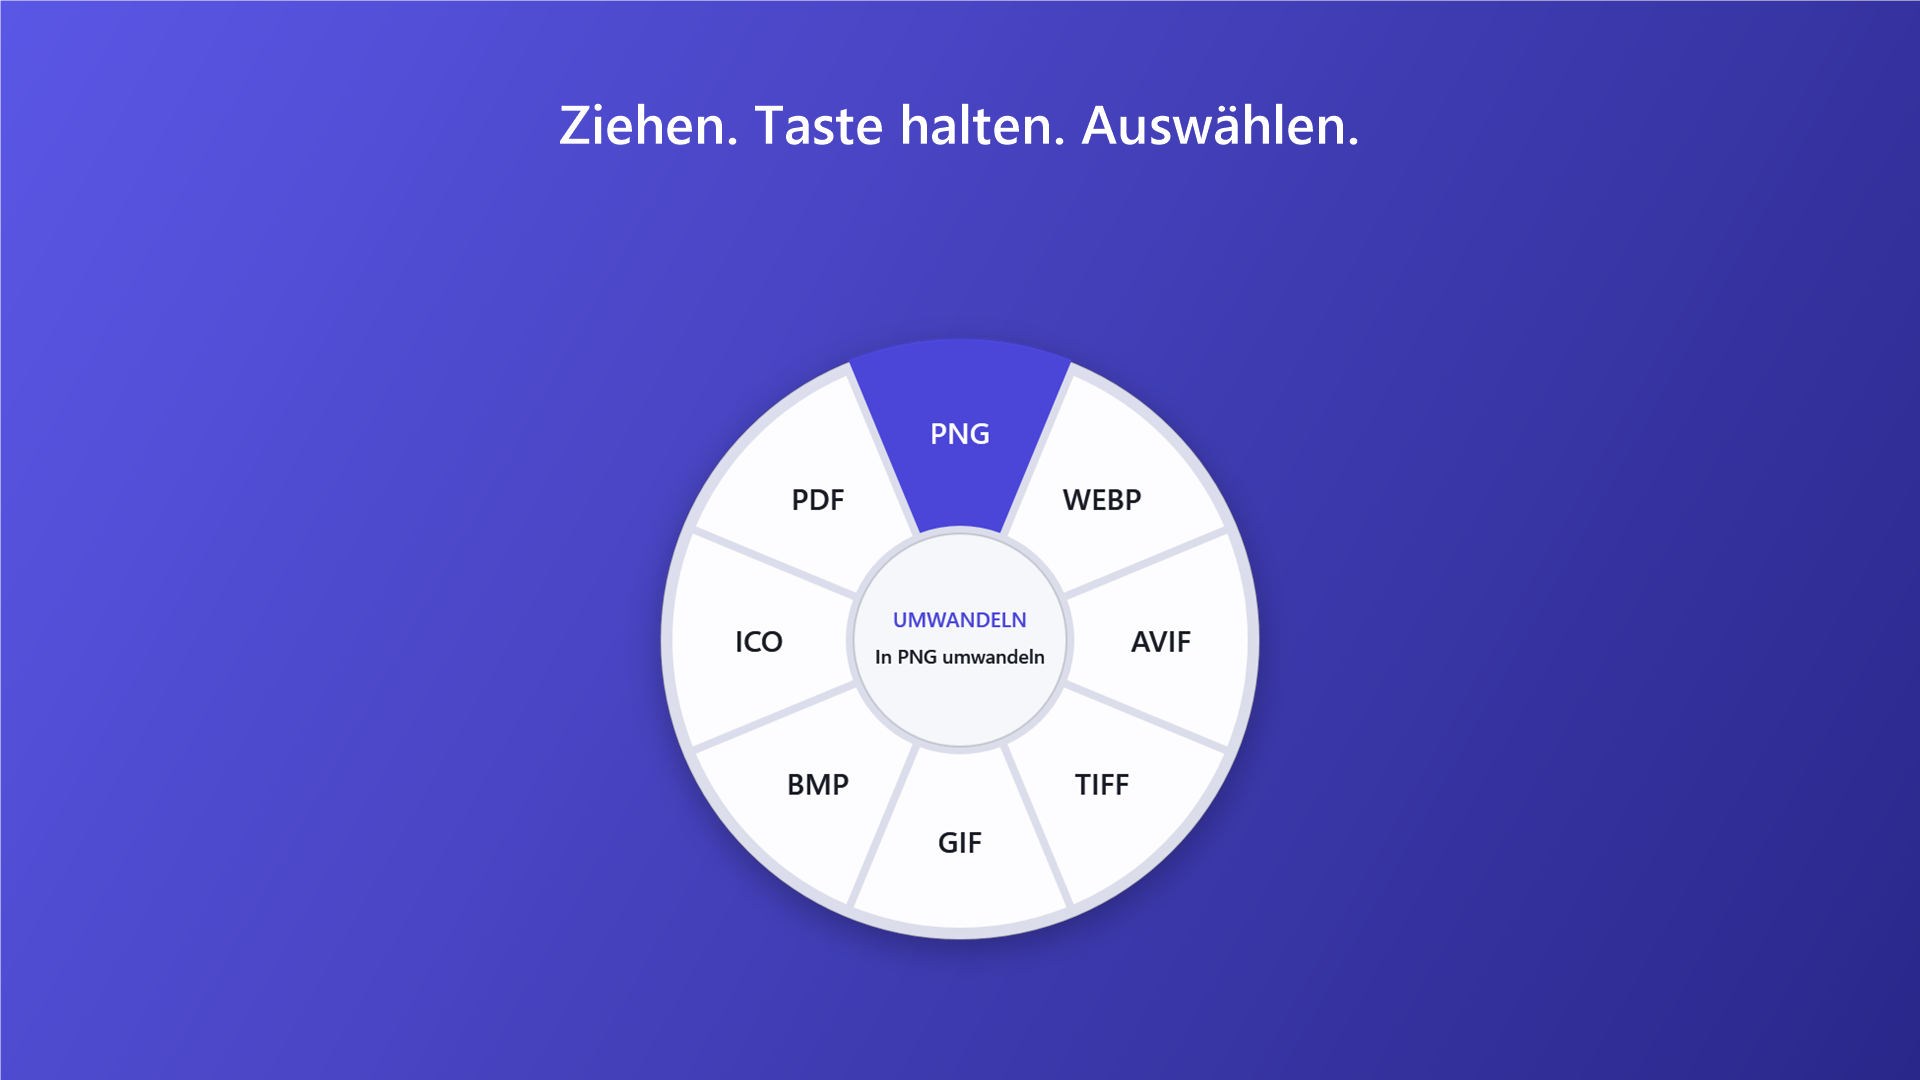 Ziehen. Taste halten. Auswählen.
PNG
PDF
WEBP
UMWANDELN
In PNG umwandeln
ICO
AVIF
BMP
TIFF
GIF